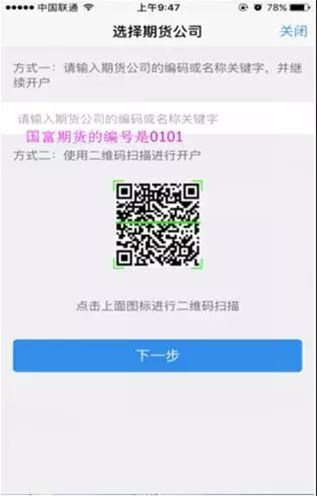 中国联通 上午9:47 78%
选择期货公司 关闭
方式一：请输入期货公司的编码或名称关键字，并继
续开户
请输入期货公司的编码或名称关键字
国富期货的编号是0101
方式二：使用二维码扫描进行开户
点击上面图标进行二维码扫描
下一步